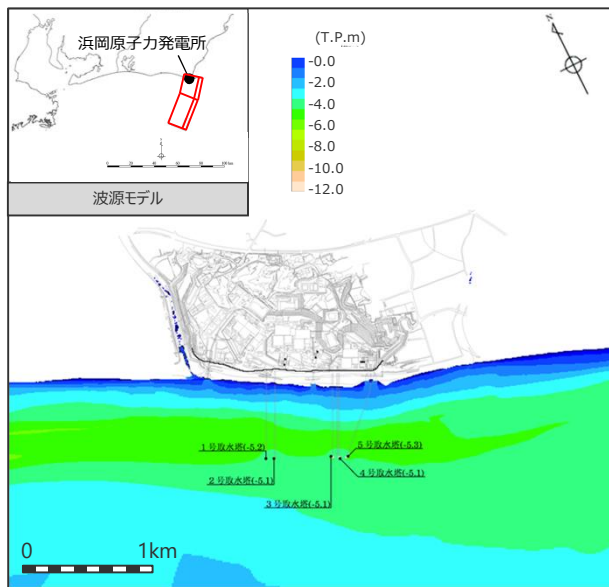 浜岡原子力発電所
波源モデル
(T.P.m)
-0.0
-2.0
-4.0
-6.0
-8.0
-10.0
-12.0
N
1号取水塔(-5.2)
2号取水塔(-5.1)
3号取水塔(-5.1)
5号取水塔(-5.3)
4号取水塔(-5.1)
0 1km